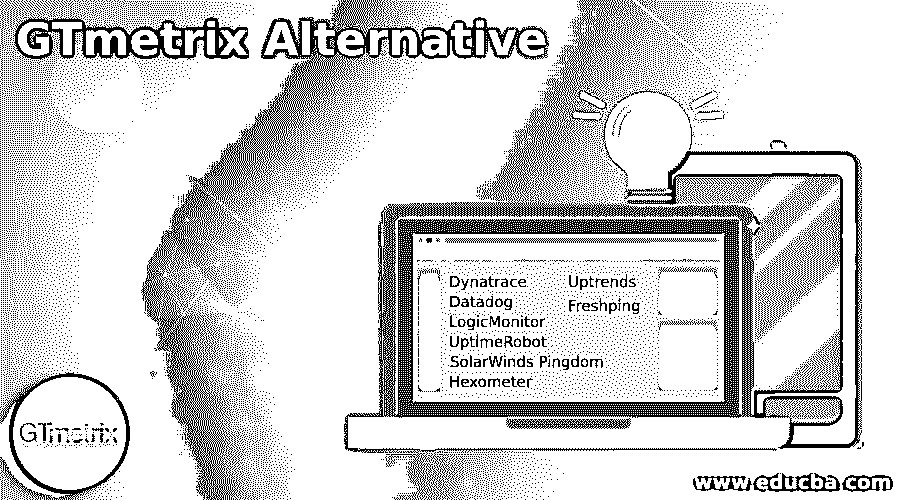 GTmetrix Alternative
Dynatrace
Datadog
LogicMonitor
UptimeRobot
SolarWinds Pingdom
Hexometer
Uptrends
Freshping
GTmetrix
www.educba.com